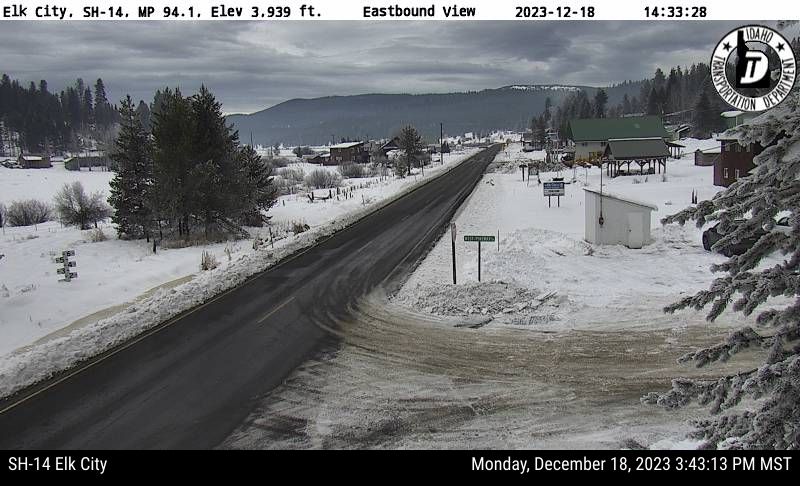 Elk City, SH-14, MP 94.1, Elev 3,939 ft. Eastbound View 2023-12-18 14:33:28
IDAHO
TRANSPORTATION DEPARTMENT
SH-14 Elk City Monday, December 18, 2023 3:43:13 PM MST